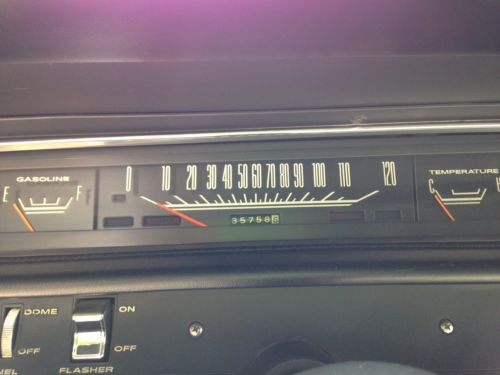 GASOLINE
E F
0 10 20 30 40 50 60 70 80 90 100 110 120
35758
TEMPERATURE
C
DOME
OFF
ON
OFF
FLASHER